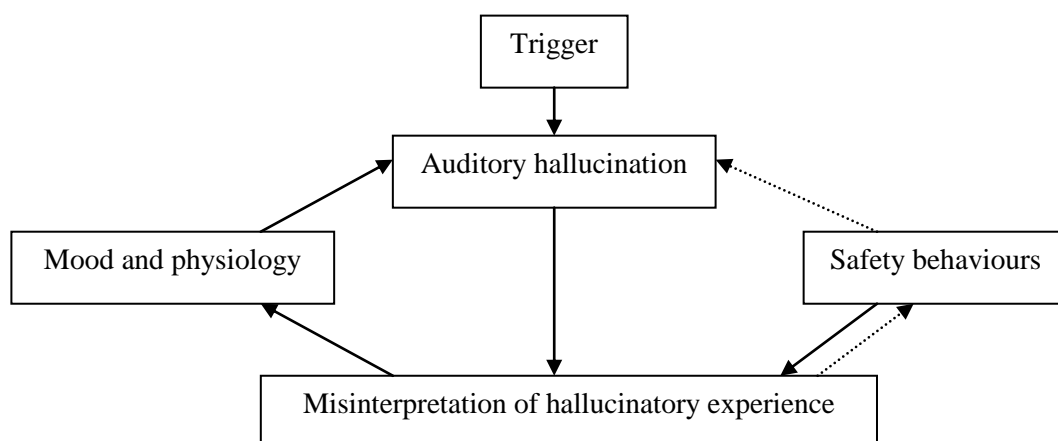 Trigger
Auditory hallucination
Mood and physiology
Safety behaviours
Misinterpretation of hallucinatory experience